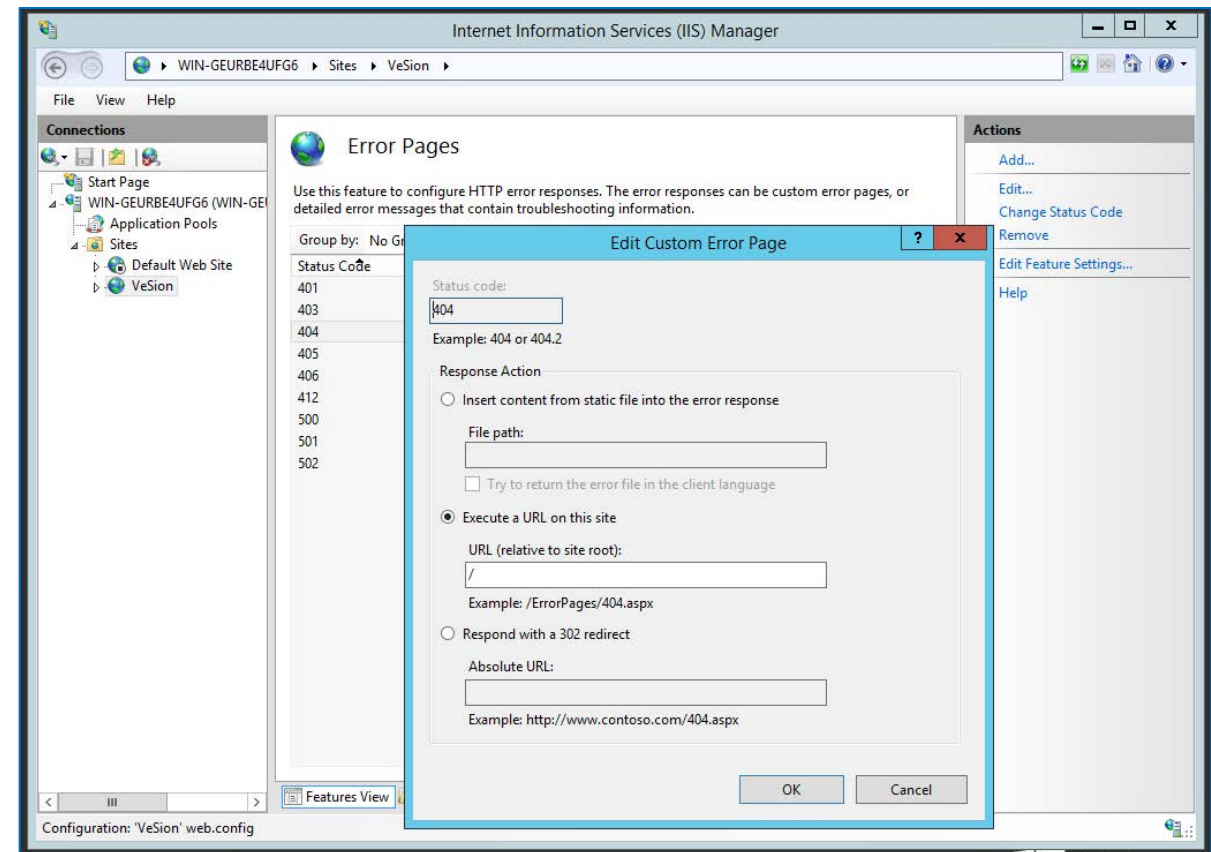 Internet Information Services (IIS) Manager
WIN-GEURBE4UFG6 Sites VeSion
File View Help
Connections
Start Page
WIN-GEURBE4UFG6 (WIN-GEU
Application Pools
Sites
Default Web Site
VeSion
Error Pages
Use this feature to configure HTTP error responses. The error responses can be custom error pages, or
detailed error messages that contain troubleshooting information.
Group by: No Gr
Status Code
401
403
404
405
406
412
500
501
502
Features View
Edit Custom Error Page
?
x
Status code:
404
Example: 404 or 404.2
Response Action
Insert content from static file into the error response
File path:
Try to return the error file in the client language
Execute a URL on this site
URL (relative to site root):
/
Example: /ErrorPages/404.aspx
Respond with a 302 redirect
Absolute URL:
Example: http://www.contoso.com/404.aspx
OK Cancel
Actions
Add...
Edit...
Change Status Code
Remove
Edit Feature Settings...
Help
Configuration: 'VeSion' web.config